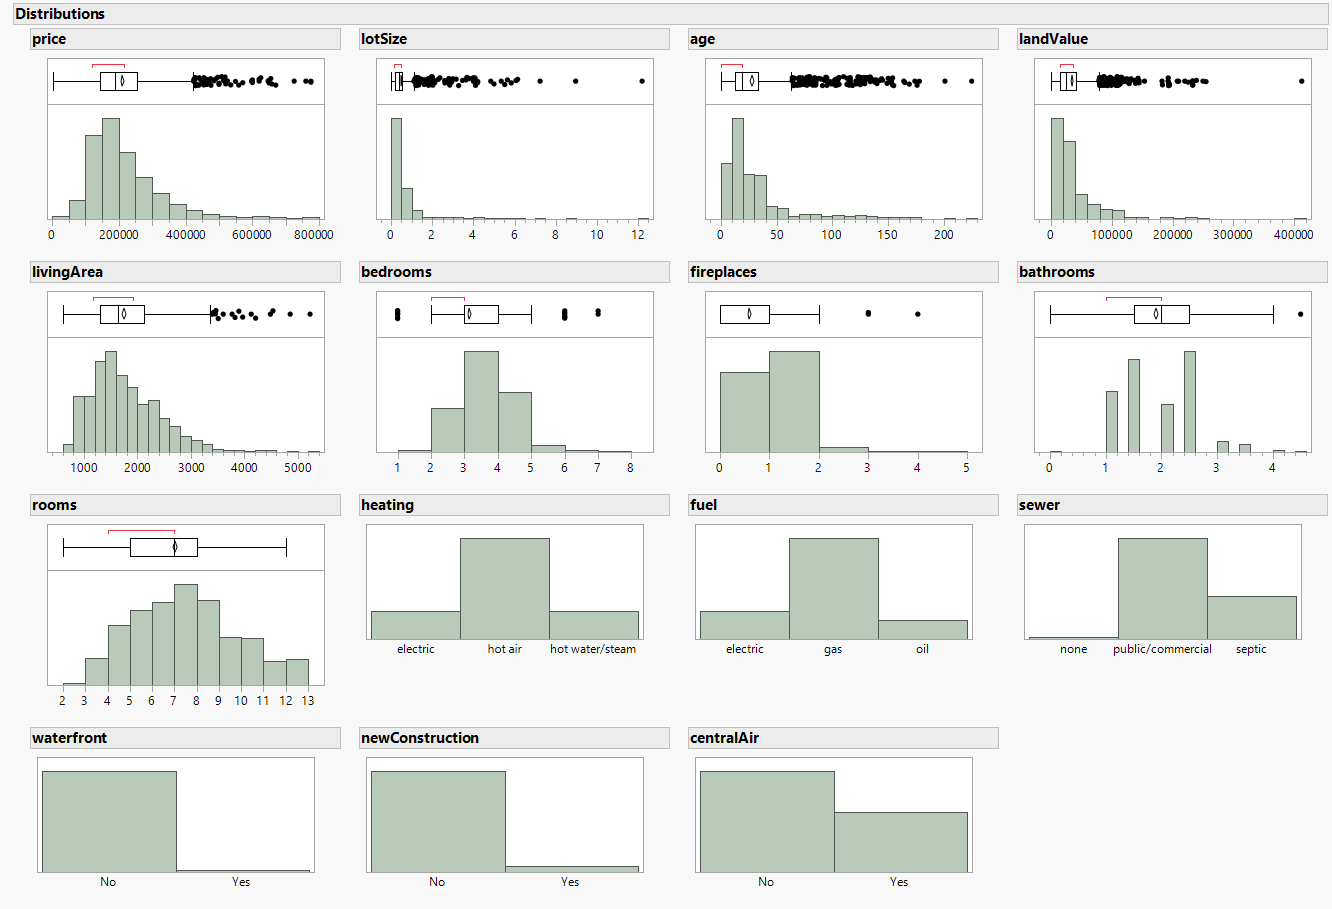 Distributions
price
lotSize
age
landValue
0 200000 400000 600000 800000
0 2 4 6 8 10 12
0 50 100 150 200
0 100000 200000 300000 400000
livingArea
bedrooms
fireplaces
bathrooms
1000 2000 3000 4000 5000
1 2 3 4 5 6 7 8
0 1 2 3 4 5
0 1 2 3 4
rooms
heating
fuel
sewer
2 3 4 5 6 7 8 9 10 11 12 13
electric hot air hot water/steam
electric gas oil
none public/commercial septic
waterfront
newConstruction
centralAir
No Yes
No Yes
No Yes